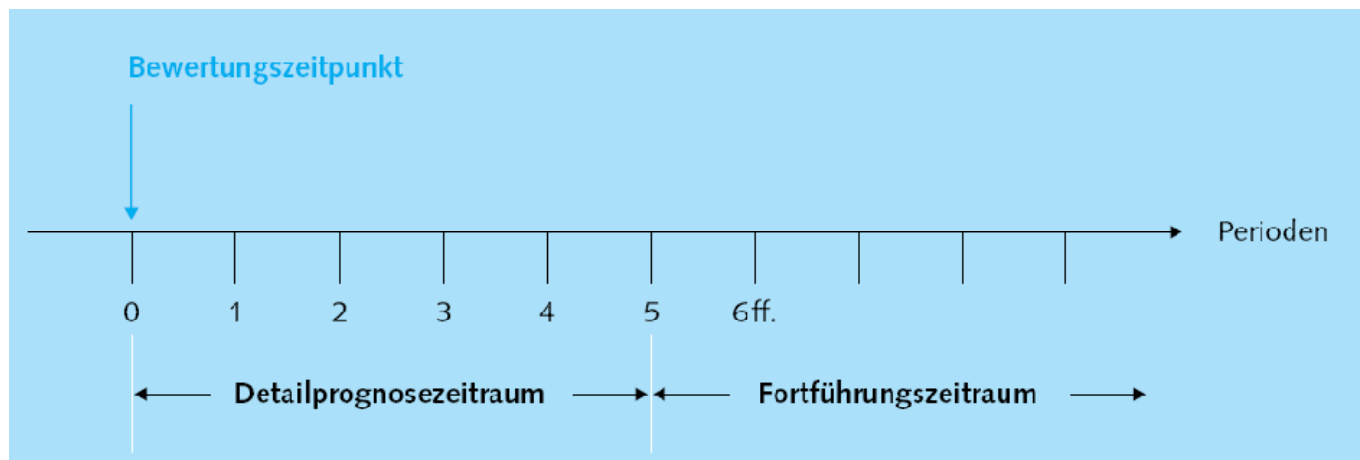 Bewertungszeitpunkt
Perioden
0 1 2 3 4 5 6ff.
Detailprognosezeitraum Fortführungszeitraum